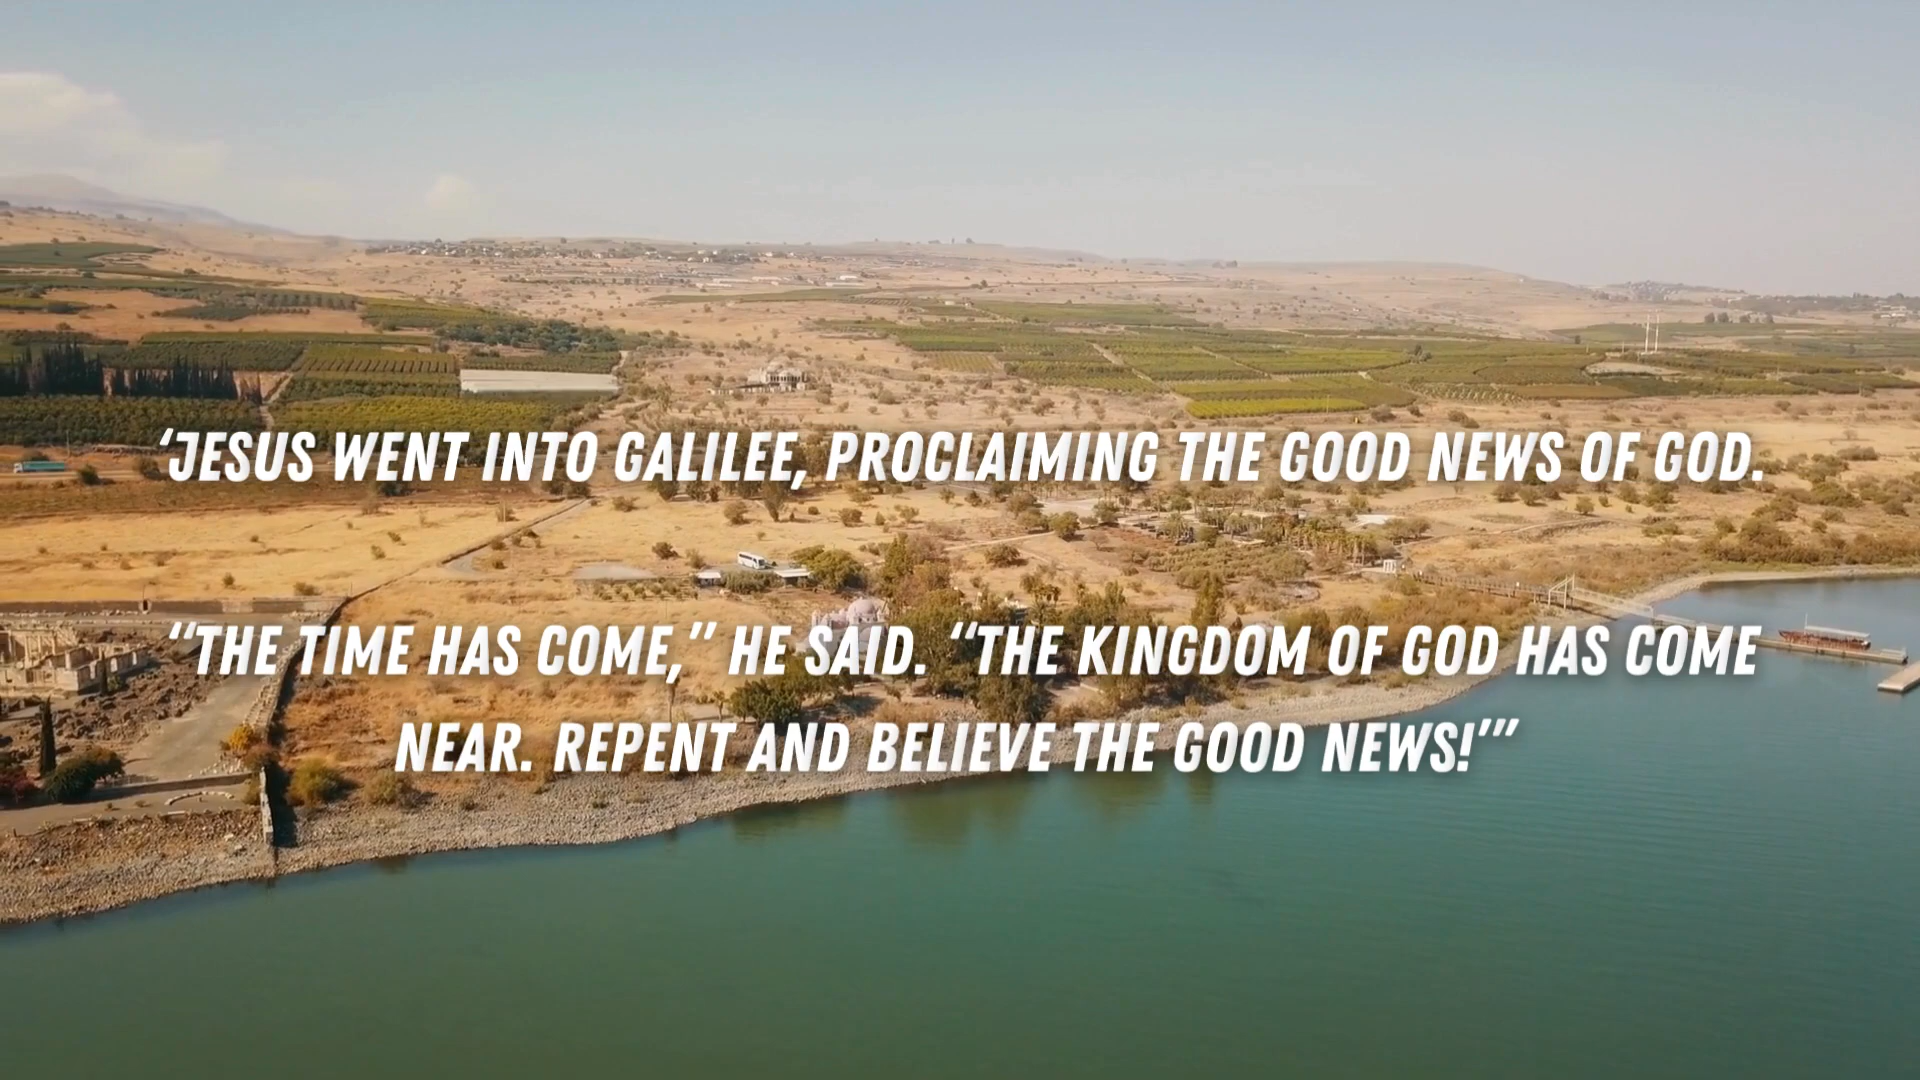 ‘JESUS WENT INTO GALILEE, PROCLAIMING THE GOOD NEWS OF GOD.
“THE TIME HAS COME,” HE SAID. “THE KINGDOM OF GOD HAS COME
NEAR. REPENT AND BELIEVE THE GOOD NEWS!”’